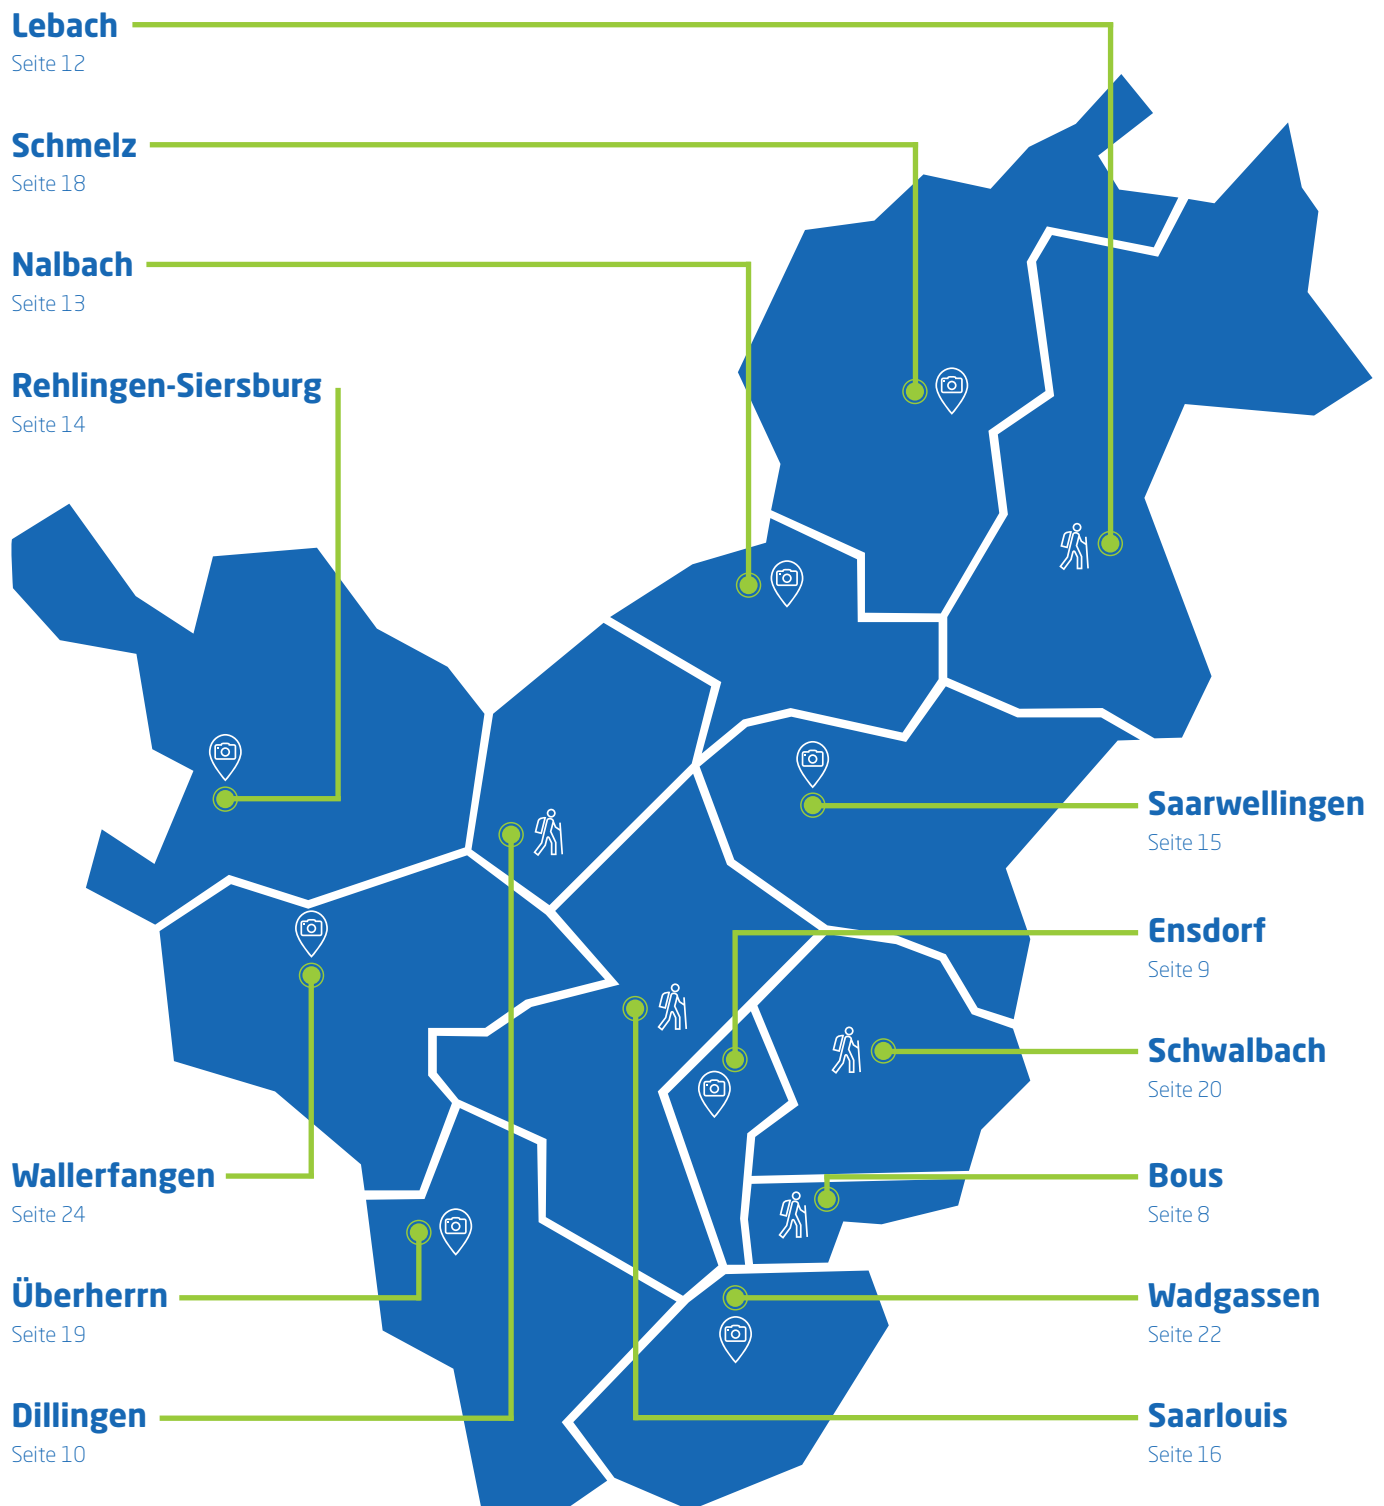 Lebach
Seite 12
Schmelz
Seite 18
Nalbach
Seite 13
Rehlingen-Siersburg
Seite 14
Saarwellingen
Seite 15
Ensdorf
Seite 9
Schwalbach
Seite 20
Wallerfangen
Seite 24
Bous
Seite 8
Überherrn
Seite 19
Wadgassen
Seite 22
Dillingen
Seite 10
Saarlouis
Seite 16